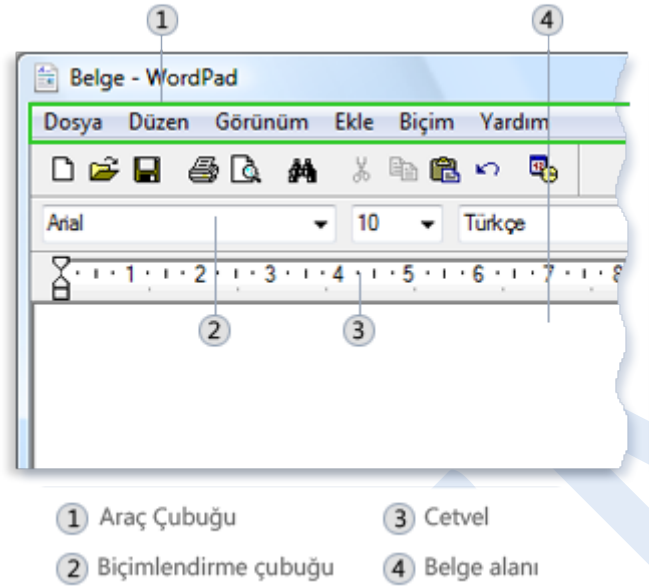 1 4
Belge - WordPad
Dosya Düzen Görünüm Ekle Biçim Yardım
Arial 10 Türkçe
1 2 3 4 5 6 7 8
2 3
1 Araç Çubuğu 3 Cetvel
2 Biçimlendirme çubuğu 4 Belge alanı